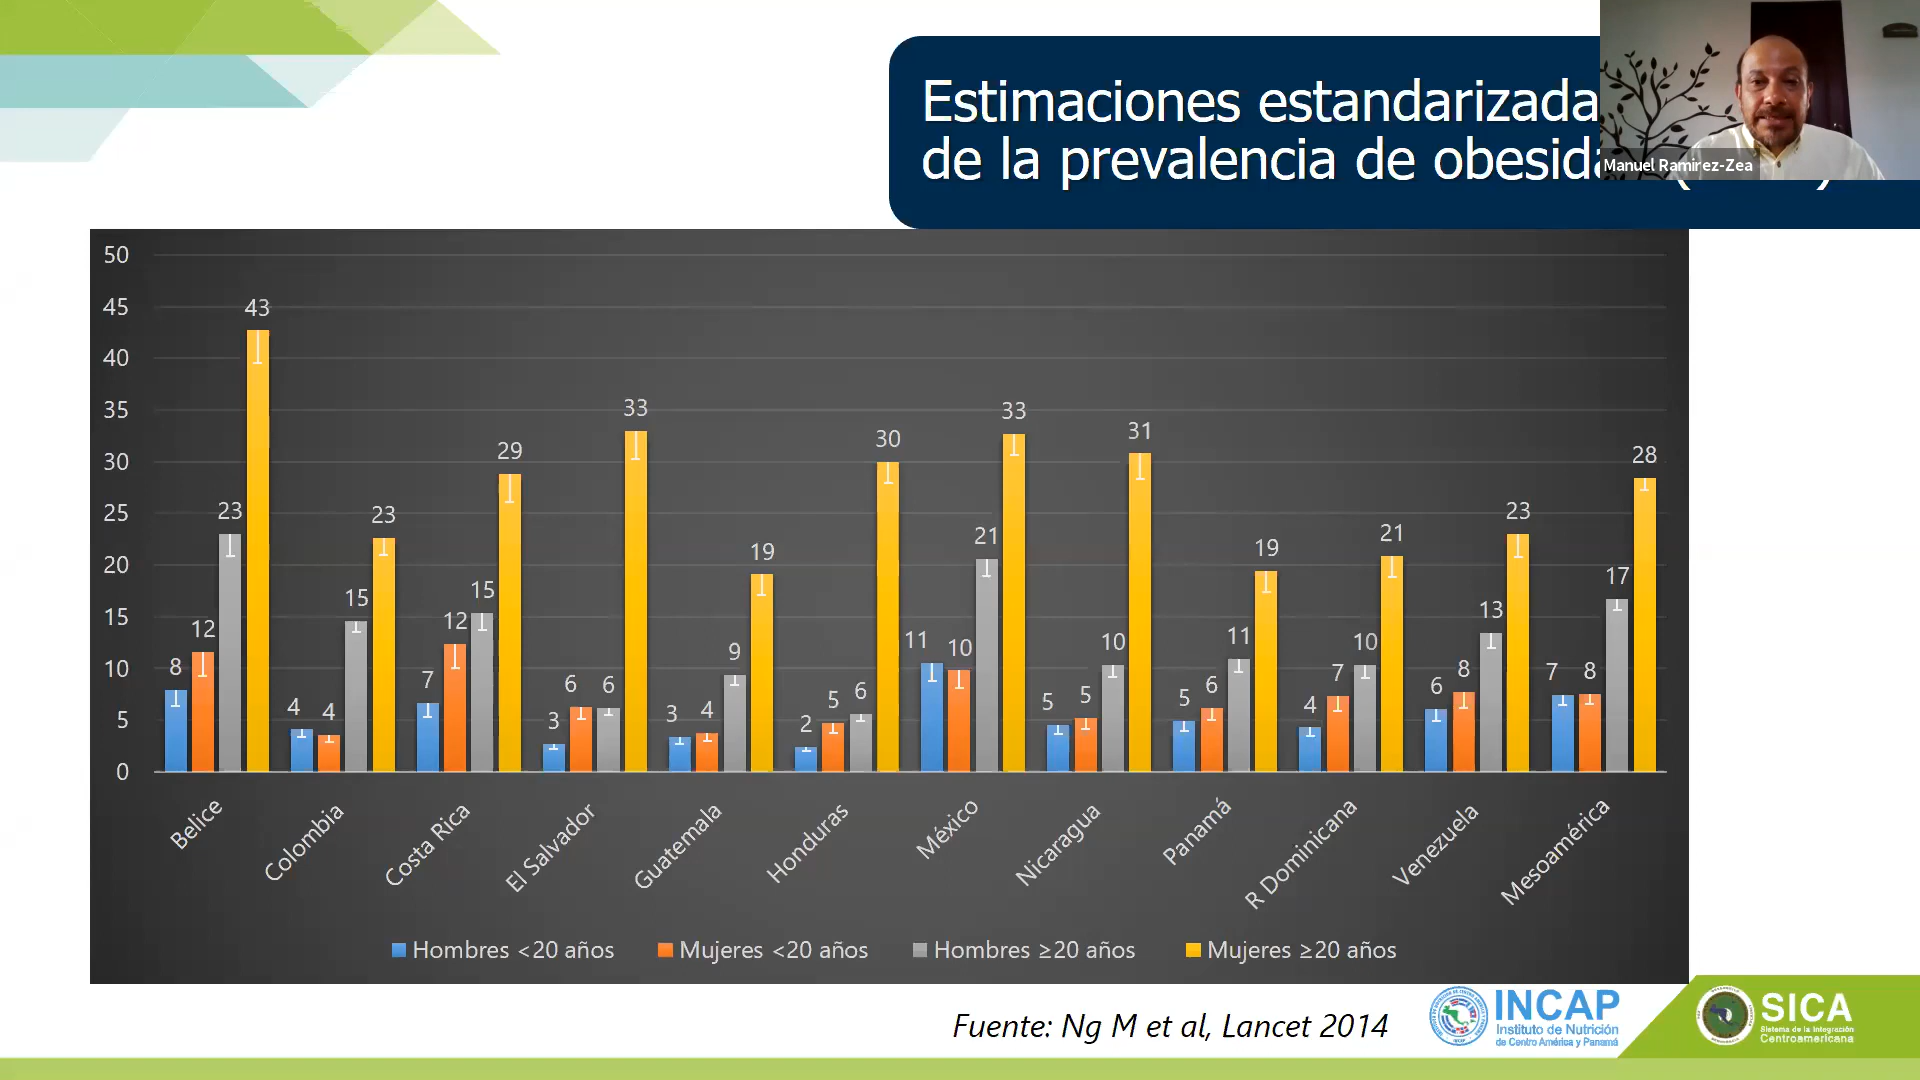 Estimaciones estandarizada
de la prevalencia de obesid
Manuel Ramírez-Zea
50
45
40
35
30
25
20
15
10
5
0
8 12 23 43
4 4 15 23
7 12 15 29
3 6 6 33
3 4 9 19
2 5 6 30
11 10 21 33
5 5 10 31
5 6 11 19
4 7 10 21
6 8 13 23
7 8 17 28
Belice
Colombia
Costa Rica
El Salvador
Guatemala
Honduras
México
Nicaragua
Panamá
R Dominicana
Venezuela
Mesoamérica
Hombres <20 años
Mujeres <20 años
Hombres ≥20 años
Mujeres ≥20 años
Fuente: Ng M et al, Lancet 2014
INCAP
Instituto de Nutrición
de Centro América y Panamá
SICA
Sistema de la Integración
Centroamericana